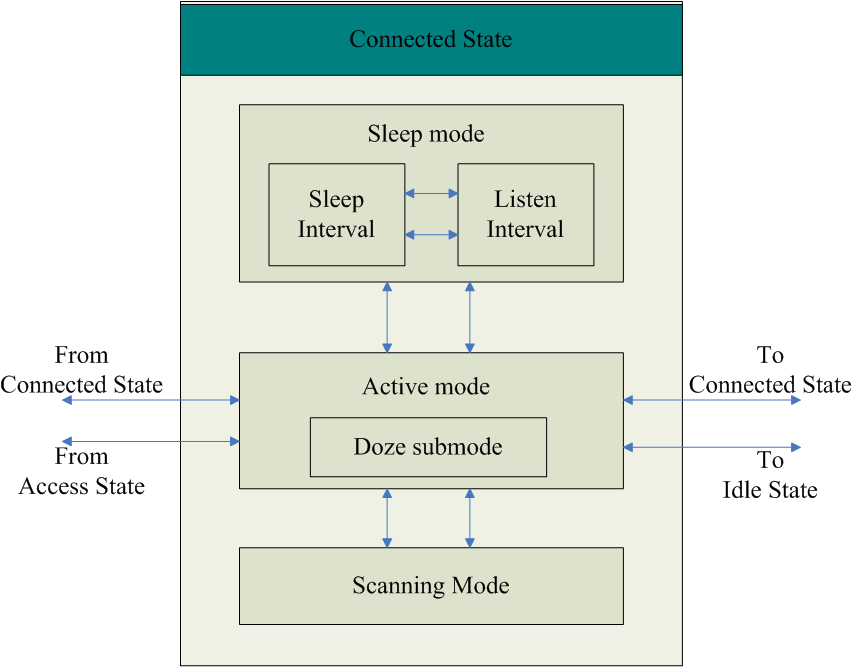 Connected State
Sleep mode
Sleep
Interval
Listen
Interval
From
Connected State
Active mode
To
Connected State
Doze submode
From
Access State
To
Idle State
Scanning Mode